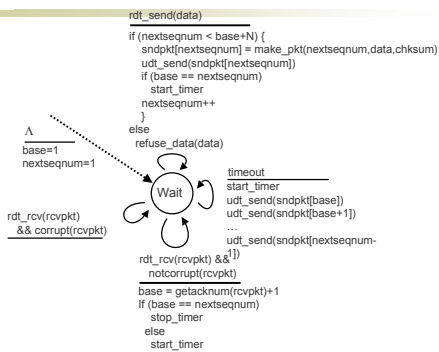 rdt_send(data)
if (nextseqnum < base+N) {
sndpkt[nextseqnum] = make_pkt(nextseqnum,data,chksum)
udt_send(sndpkt[nextseqnum])
if (base == nextseqnum)
start_timer
nextseqnum++
}
else
refuse_data(data)
Λ
base=1
nextseqnum=1
Wait
timeout
start_timer
udt_send(sndpkt[base])
udt_send(sndpkt[base+1])
…
udt_send(sndpkt[nextseqnum-
1])
rdt_rcv(rcvpkt)
&& corrupt(rcvpkt)
rdt_rcv(rcvpkt) &&
notcorrupt(rcvpkt)
base = getacknum(rcvpkt)+1
If (base == nextseqnum)
stop_timer
else
start_timer